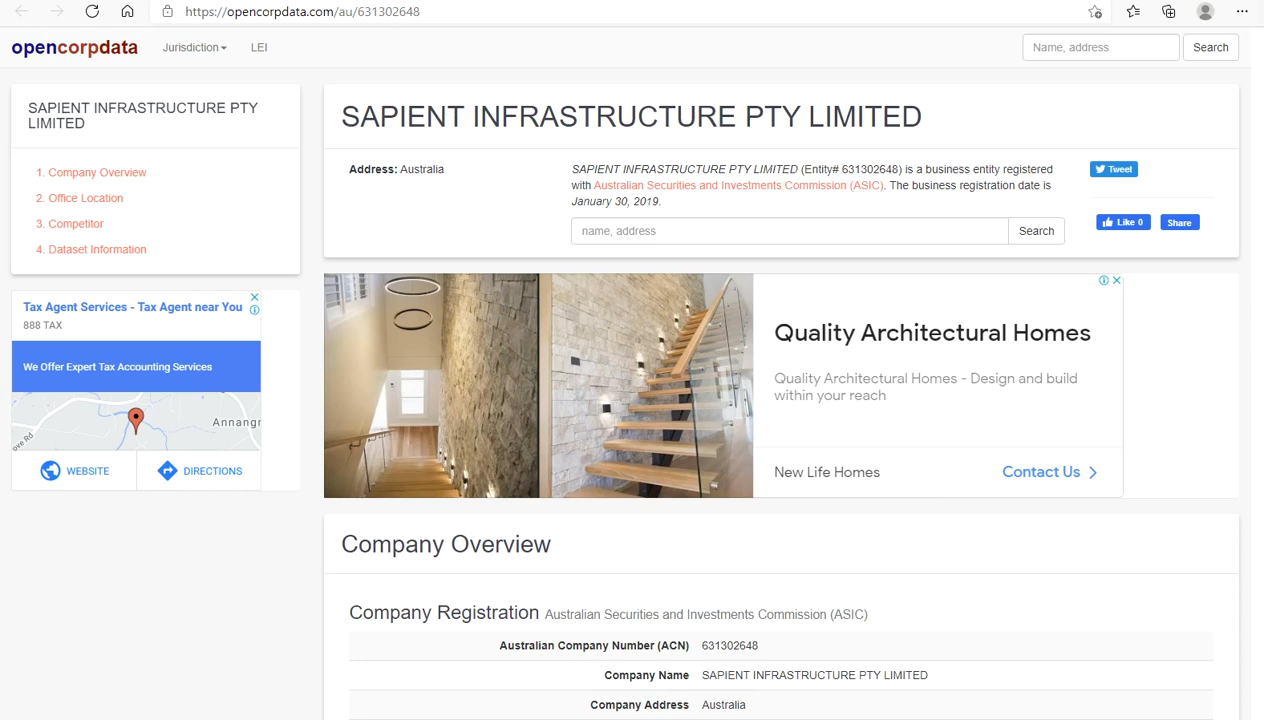 https://opencorpdata.com/au/631302648
opencorpdata
Jurisdiction
LEI
Name, address
Search
SAPIENT INFRASTRUCTURE PTY
LIMITED
1. Company Overview
2. Office Location
3. Competitor
4. Dataset Information
Tax Agent Services - Tax Agent near You
888 TAX
We Offer Expert Tax Accounting Services
Annangr
ove Rd
WEBSITE
DIRECTIONS
SAPIENT INFRASTRUCTURE PTY LIMITED
Address: Australia
SAPIENT INFRASTRUCTURE PTY LIMITED (Entity# 631302648) is a business entity registered
with Australian Securities and Investments Commission (ASIC). The business registration date is
January 30, 2019.
name, address
Search
Tweet
Like 0
Share
Quality Architectural Homes
Quality Architectural Homes - Design and build
within your reach
New Life Homes
Contact Us
Company Overview
Company Registration Australian Securities and Investments Commission (ASIC)
Australian Company Number (ACN) 631302648
Company Name SAPIENT INFRASTRUCTURE PTY LIMITED
Company Address Australia